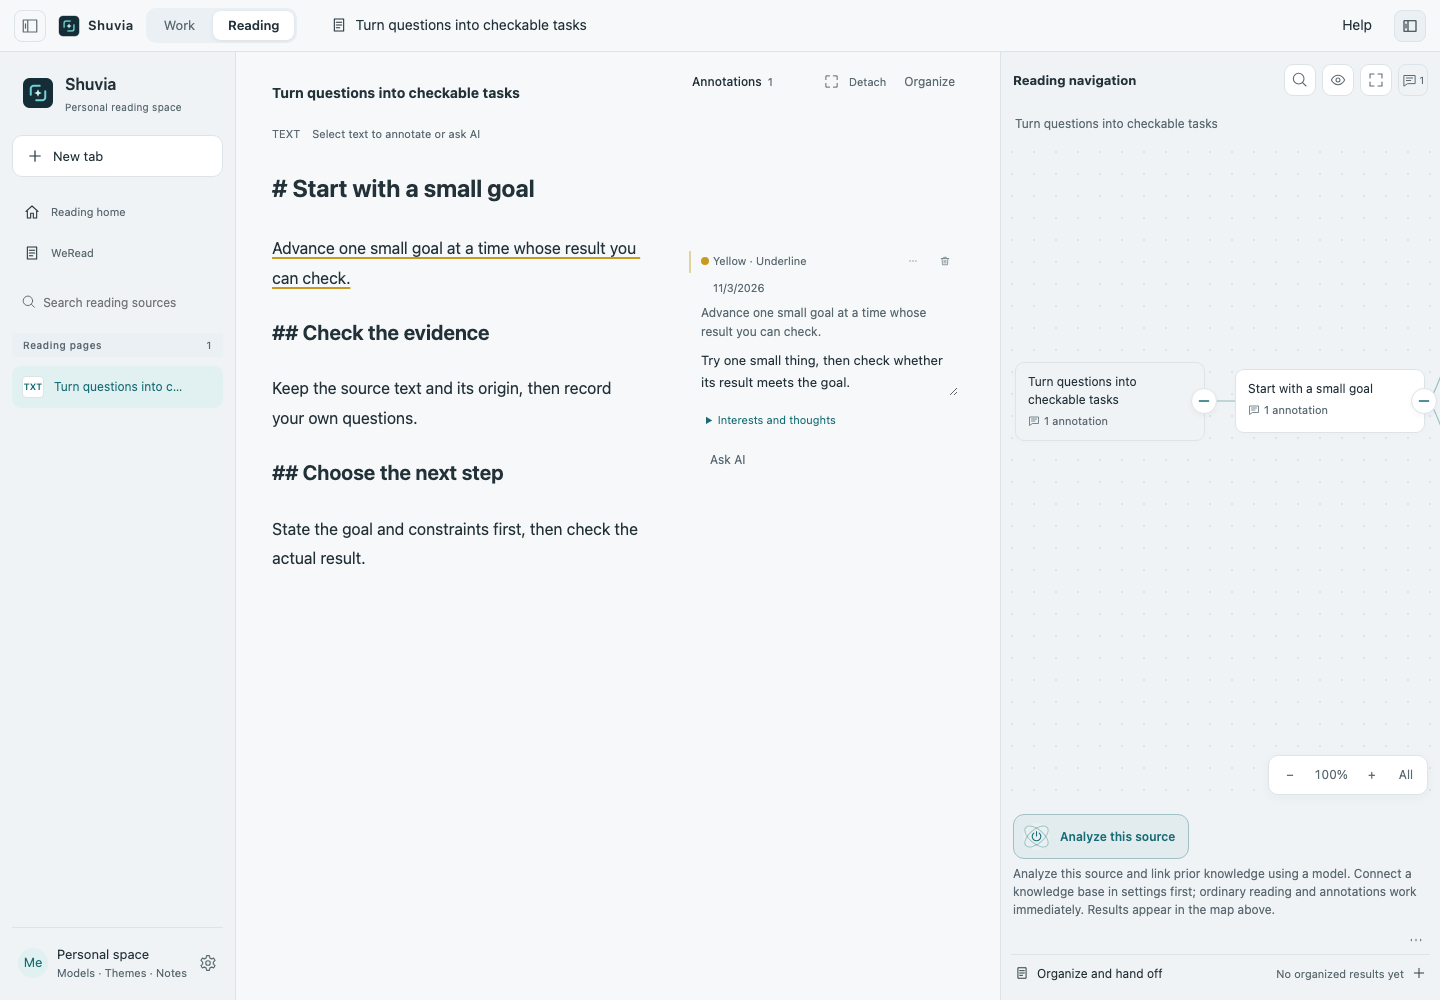 Shuvia
Work
Reading
Turn questions into checkable tasks
Help
Shuvia
Personal reading space
New tab
Reading home
WeRead
Search reading sources
Reading pages 1
TXT Turn questions into c...
Me
Personal space
Models · Themes · Notes
Turn questions into checkable tasks
TEXT Select text to annotate or ask AI
# Start with a small goal
Advance one small goal at a time whose result you
can check.
## Check the evidence
Keep the source text and its origin, then record
your own questions.
## Choose the next step
State the goal and constraints first, then check the
actual result.
Annotations 1
Detach
Organize
Yellow · Underline
11/3/2026
Advance one small goal at a time whose
result you can check.
Try one small thing, then check whether
its result meets the goal.
Interests and thoughts
Ask AI
Reading navigation
1
Turn questions into checkable tasks
Turn questions into
checkable tasks
1 annotation
Start with a small goal
1 annotation
− 100% + All
Analyze this source
Analyze this source and link prior knowledge using a model. Connect a
knowledge base in settings first; ordinary reading and annotations work
immediately. Results appear in the map above.
Organize and hand off
No organized results yet